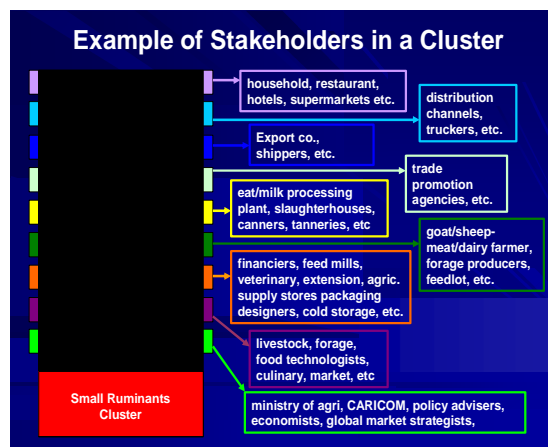 Example of Stakeholders in a Cluster
household, restaurant,
hotels, supermarkets etc.
distribution
channels,
truckers, etc.
Export co.,
shippers, etc.
trade
promotion
agencies, etc.
eat/milk processing
plant, slaughterhouses,
canners, tanneries, etc
goat/sheep-
meat/dairy farmer,
forage producers,
feedlot, etc.
financiers, feed mills,
veterinary, extension, agric.
supply stores packaging
designers, cold storage, etc.
livestock, forage,
food technologists,
culinary, market, etc
Small Ruminants
Cluster
ministry of agri, CARICOM, policy advisers,
economists, global market strategists,